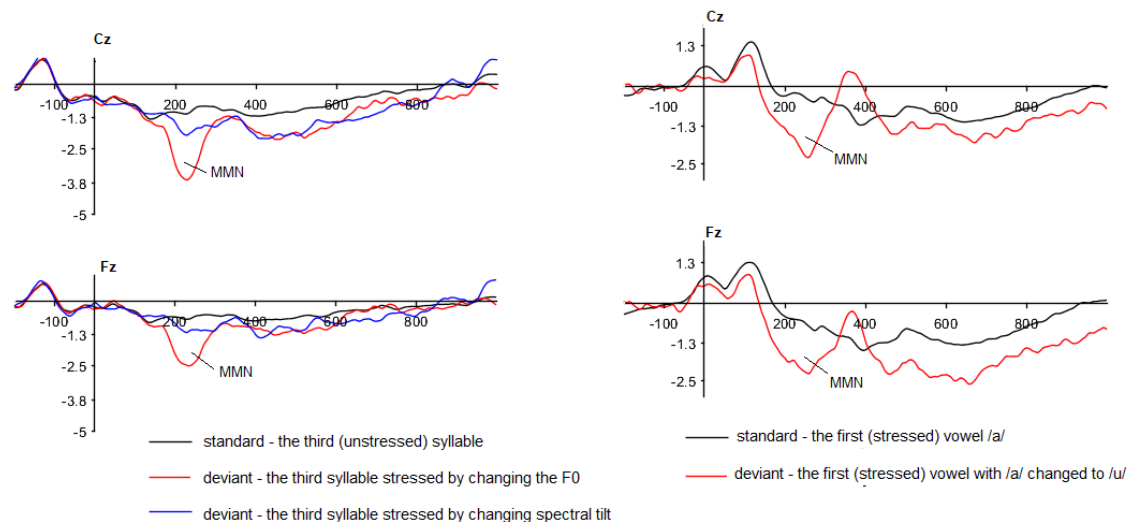 Cz
-100 200 400 600 800
-1.3
-2.5
-3.8
-5
MMN
Fz
-100 200 400 600 800
-1.3
-2.5
-3.8
-5
MMN
standard - the third (unstressed) syllable
deviant - the third syllable stressed by changing the F0
deviant - the third syllable stressed by changing spectral tilt
Cz
1.3
-100 200 400 600 800
-1.3
-2.5
MMN
Fz
1.3
-100 200 400 600 800
-1.3
-2.5
MMN
standard - the first (stressed) vowel /a/
deviant - the first (stressed) vowel with /a/ changed to /u/